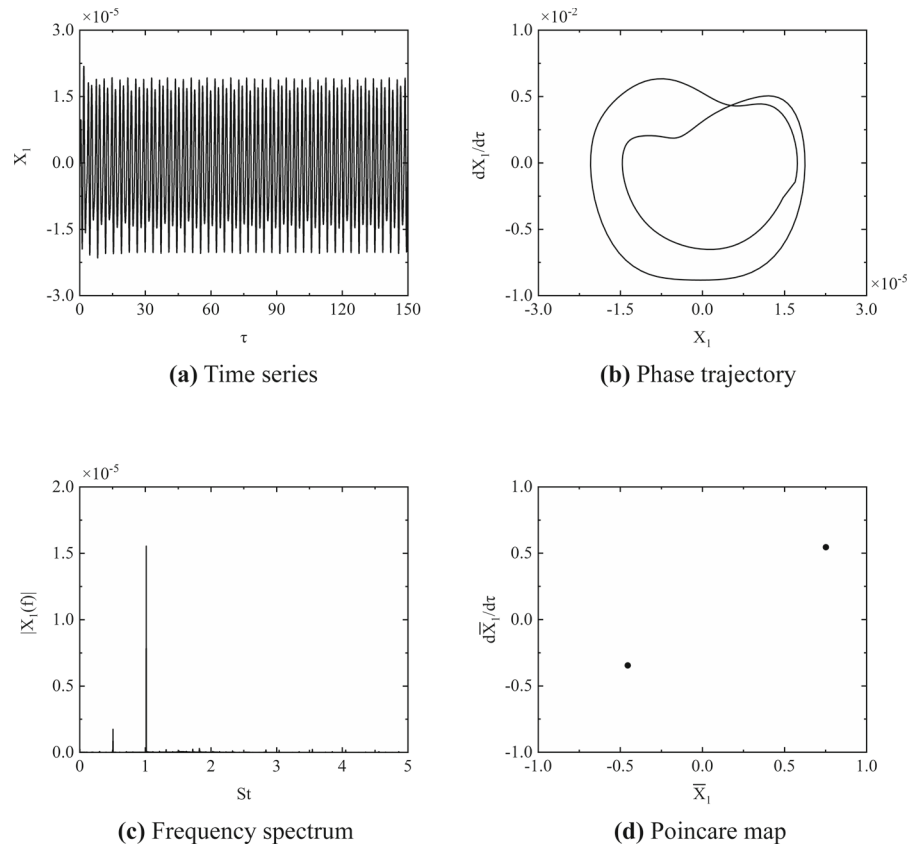 ×10⁻⁵
3.0
1.5
0.0
-1.5
-3.0
X₁
0 30 60 90 120 150
τ
(a) Time series
×10⁻²
1.0
0.5
0.0
-0.5
-1.0
dX₁/dτ
-3.0 -1.5 0.0 1.5 3.0
×10⁻⁵
X₁
(b) Phase trajectory
×10⁻⁵
2.0
1.5
1.0
0.5
0.0
|X₁(f)|
0 1 2 3 4 5
St
(c) Frequency spectrum
1.0
0.5
0.0
-0.5
-1.0
dX̅₁/dτ
-1.0 -0.5 0.0 0.5 1.0
X̅₁
(d) Poincare map